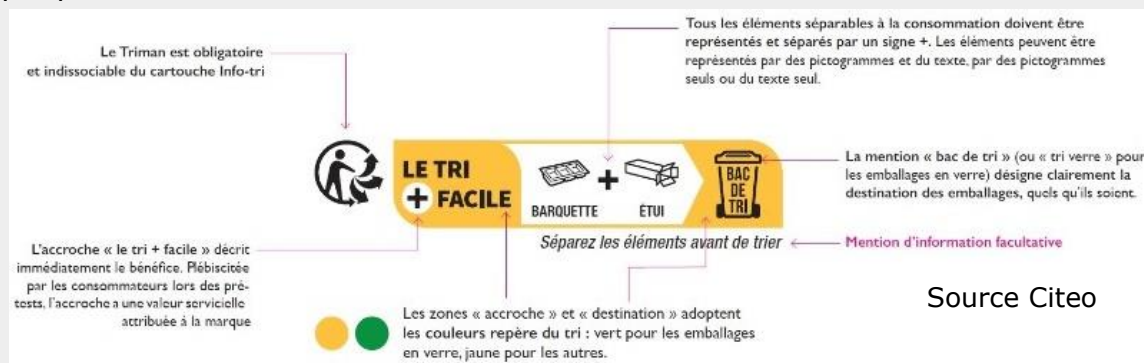 Le Triman est obligatoire
et indissociable du cartouche Info-tri
Tous les éléments séparables à la consommation doivent être
représentés et séparés par un signe +. Les éléments peuvent être
représentés par des pictogrammes et du texte, par des pictogrammes
seuls ou du texte seul.
LE TRI
+ FACILE
BARQUETTE
+
ÉTUI
BAC
DE
TRI
Séparez les éléments avant de trier
La mention « bac de tri » (ou « tri verre » pour
les emballages en verre) désigne clairement la
destination des emballages, quels qu'ils soient.
Mention d'information facultative
L'accroche « le tri + facile » décrit
immédiatement le bénéfice. Plébiscitée
par les consommateurs lors des pré-
tests, l'accroche a une valeur servicielle
attribuée à la marque
Les zones « accroche » et « destination » adoptent
les couleurs repère du tri : vert pour les emballages
en verre, jaune pour les autres.
Source Citeo